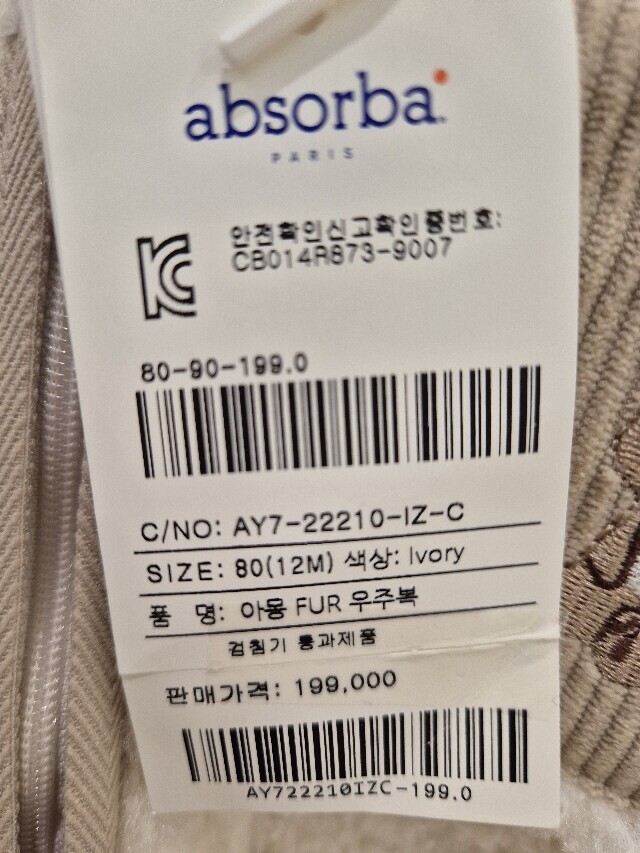 absorba
PARIS
안전확인신고확인증번호:
CB014R873-9007
80-90-199.0
C/NO: AY7-22210-IZ-C
SIZE: 80(12M) 색상: Ivory
품 명: 아몽 FUR 우주복
검침기 통과제품
판매가격: 199,000
AY722210IZC-199.0